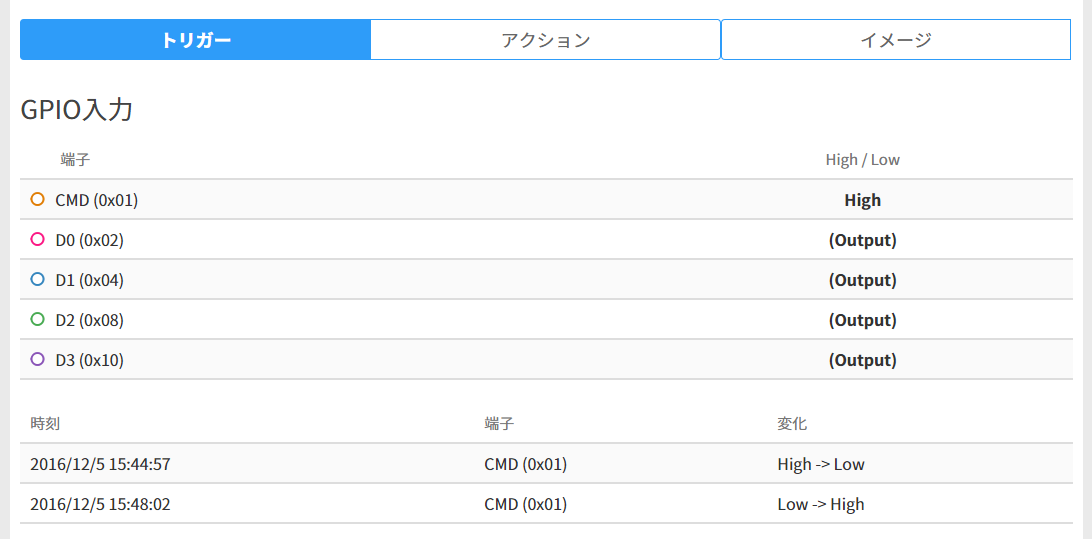 トリガー アクション イメージ
GPIO入力
端子 High / Low
CMD (0x01) High
D0 (0x02) (Output)
D1 (0x04) (Output)
D2 (0x08) (Output)
D3 (0x10) (Output)
時刻 端子 変化
2016/12/5 15:44:57 CMD (0x01) High -> Low
2016/12/5 15:48:02 CMD (0x01) Low -> High